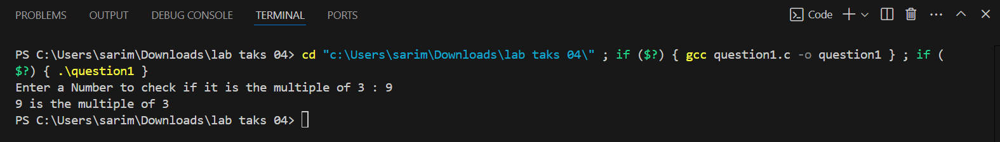 PROBLEMS OUTPUT DEBUG CONSOLE TERMINAL PORTS Code
PS C:\Users\sarim\Downloads\lab taks 04> cd "c:\Users\sarim\Downloads\lab taks 04\" ; if ($?) { gcc question1.c -o question1 } ; if (
$?) { .\question1 }
Enter a Number to check if it is the multiple of 3 : 9
9 is the multiple of 3
PS C:\Users\sarim\Downloads\lab taks 04>